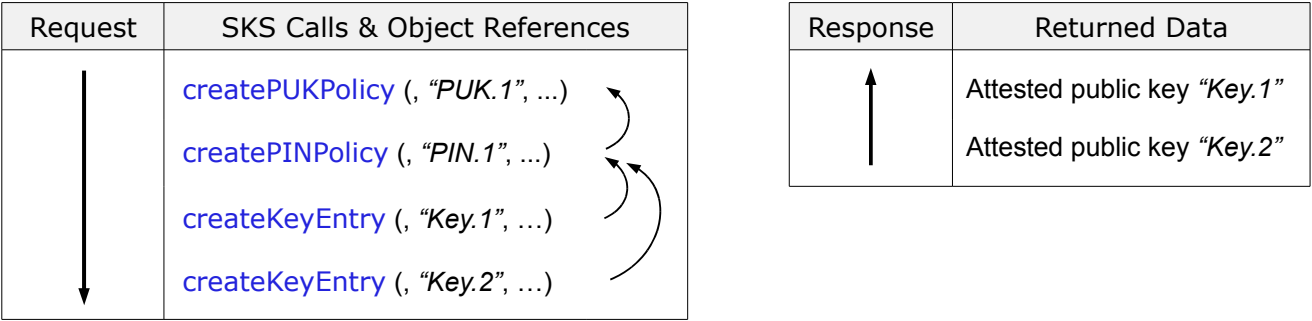 Request SKS Calls & Object References
createPUKPolicy (, “PUK.1”, ...)
createPINPolicy (, “PIN.1”, ...)
createKeyEntry (, “Key.1”, …)
createKeyEntry (, “Key.2”, …)
Response Returned Data
Attested public key “Key.1”
Attested public key “Key.2”